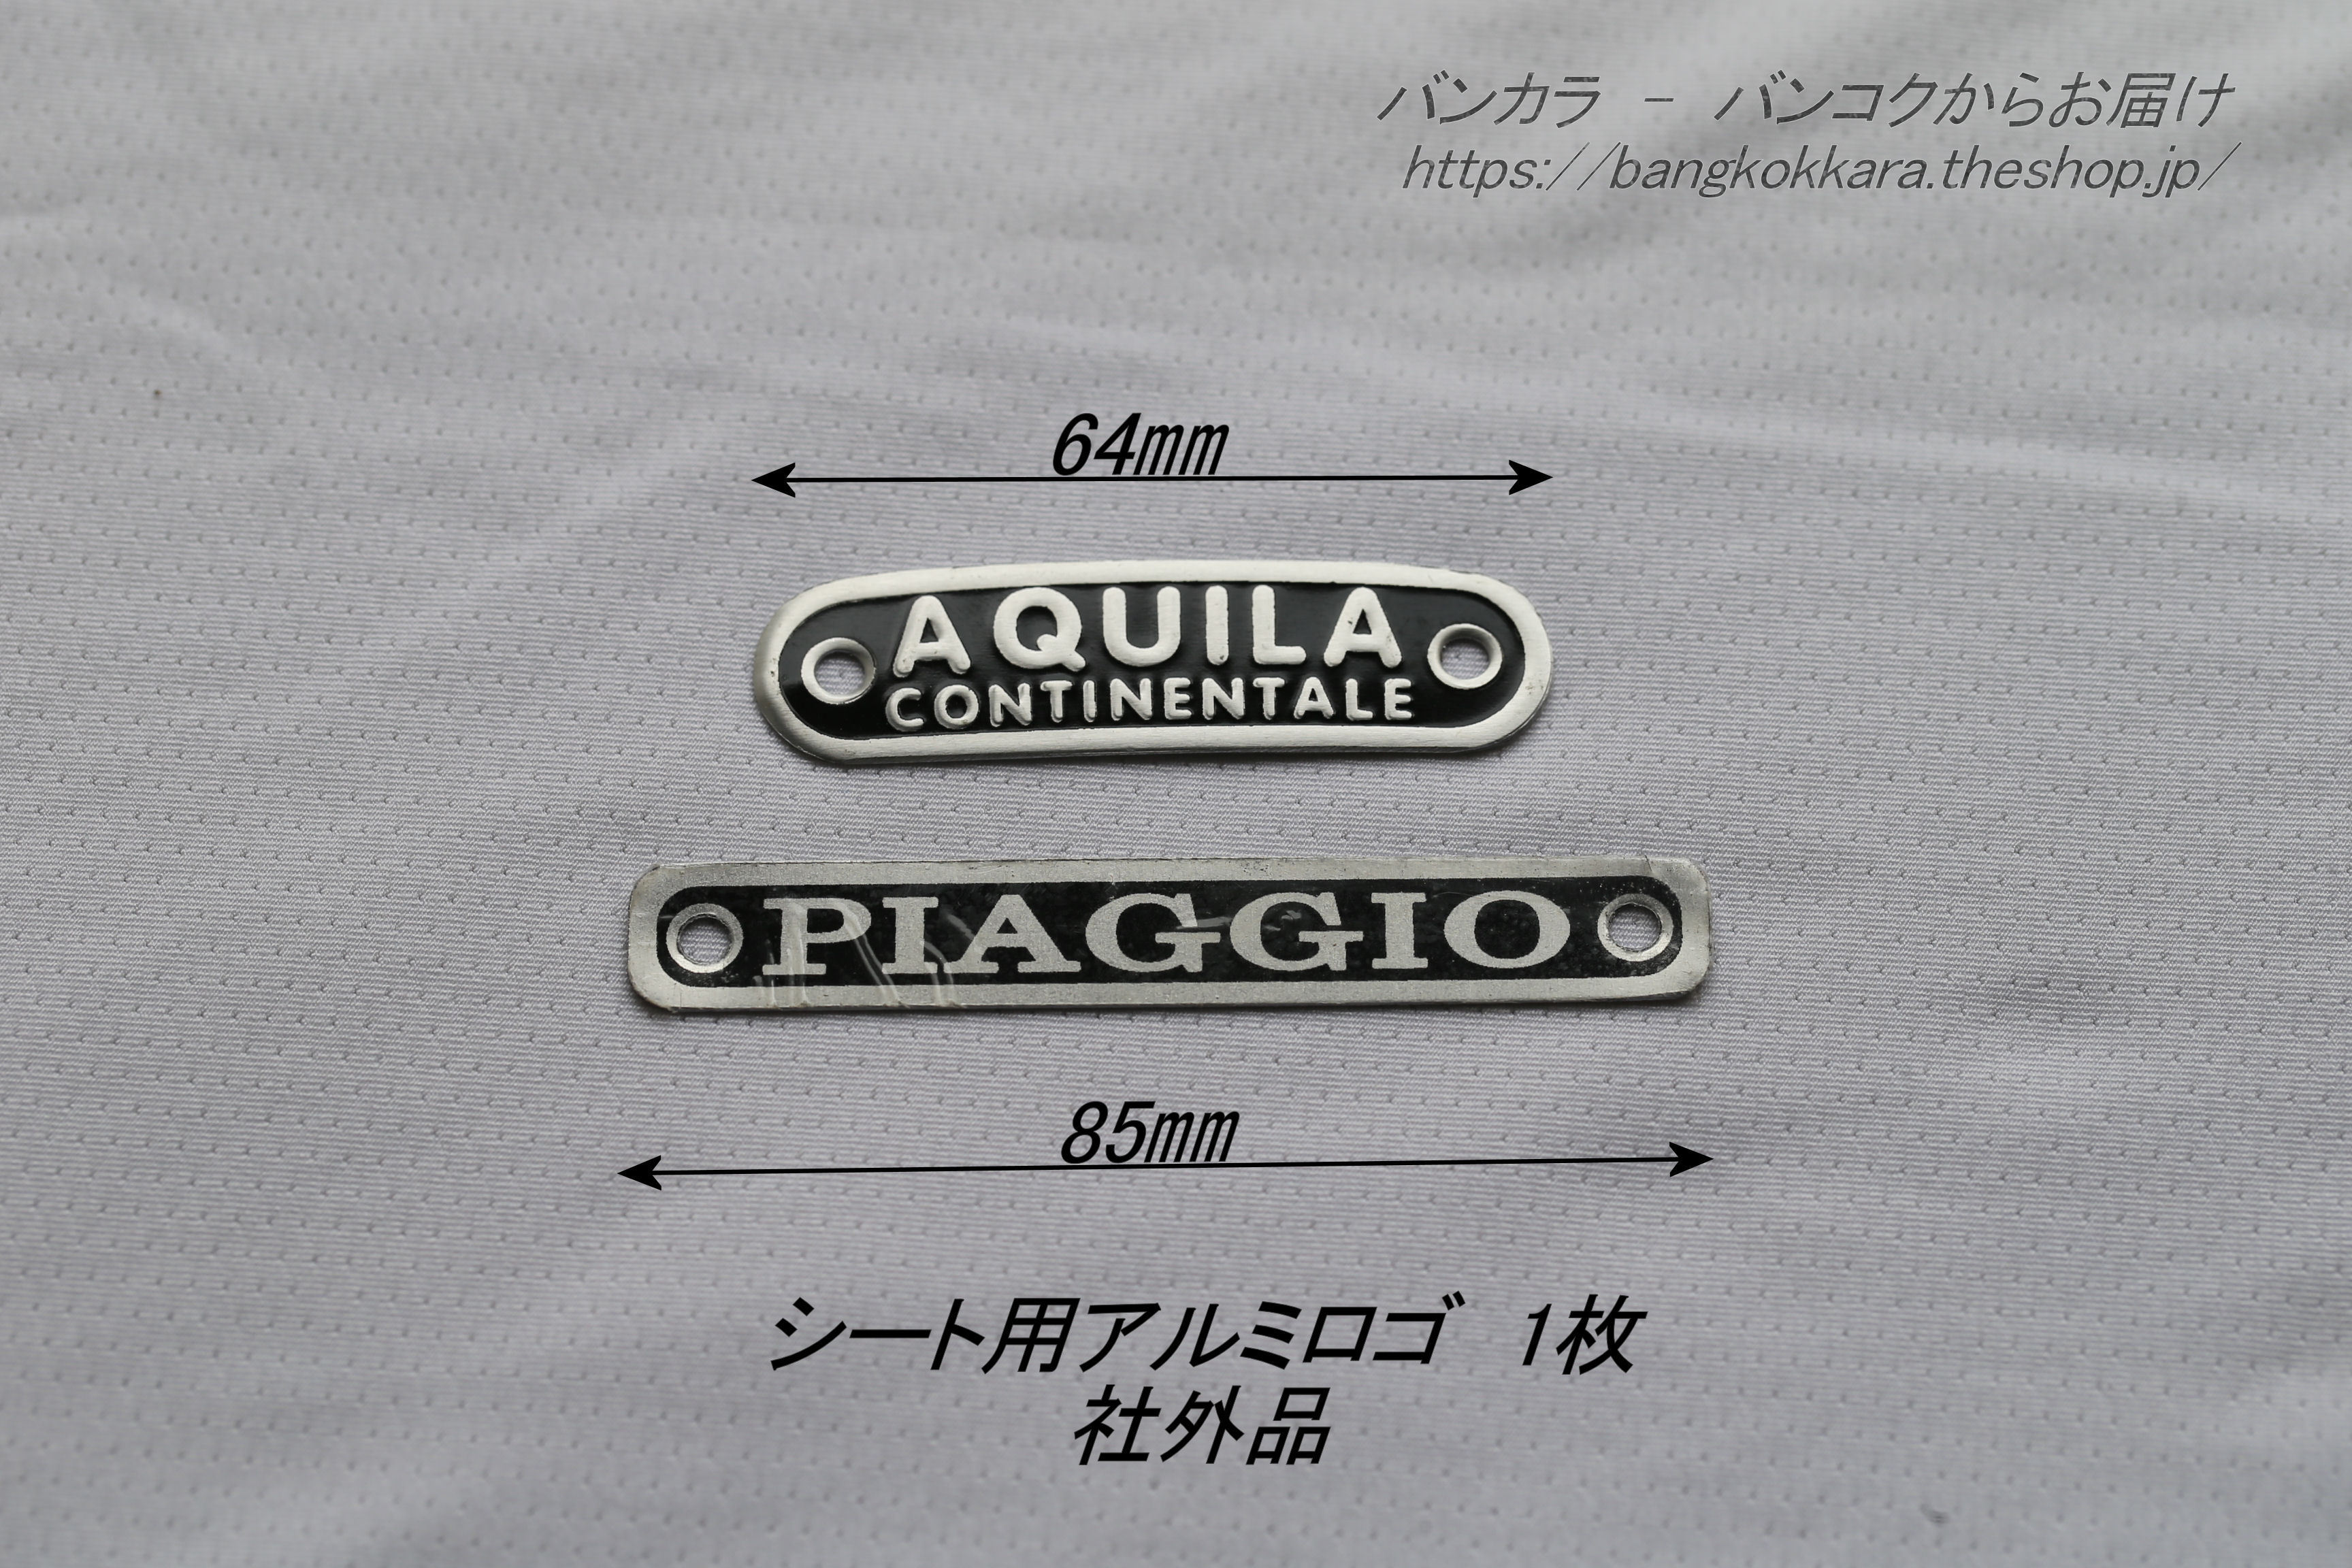 バンカラ － バンコクからお届け
https://bangkokkara.theshop.jp/
64mm
AQUILA
CONTINENTALE
PIAGGIO
85mm
シート用アルミロゴ　1枚
社外品